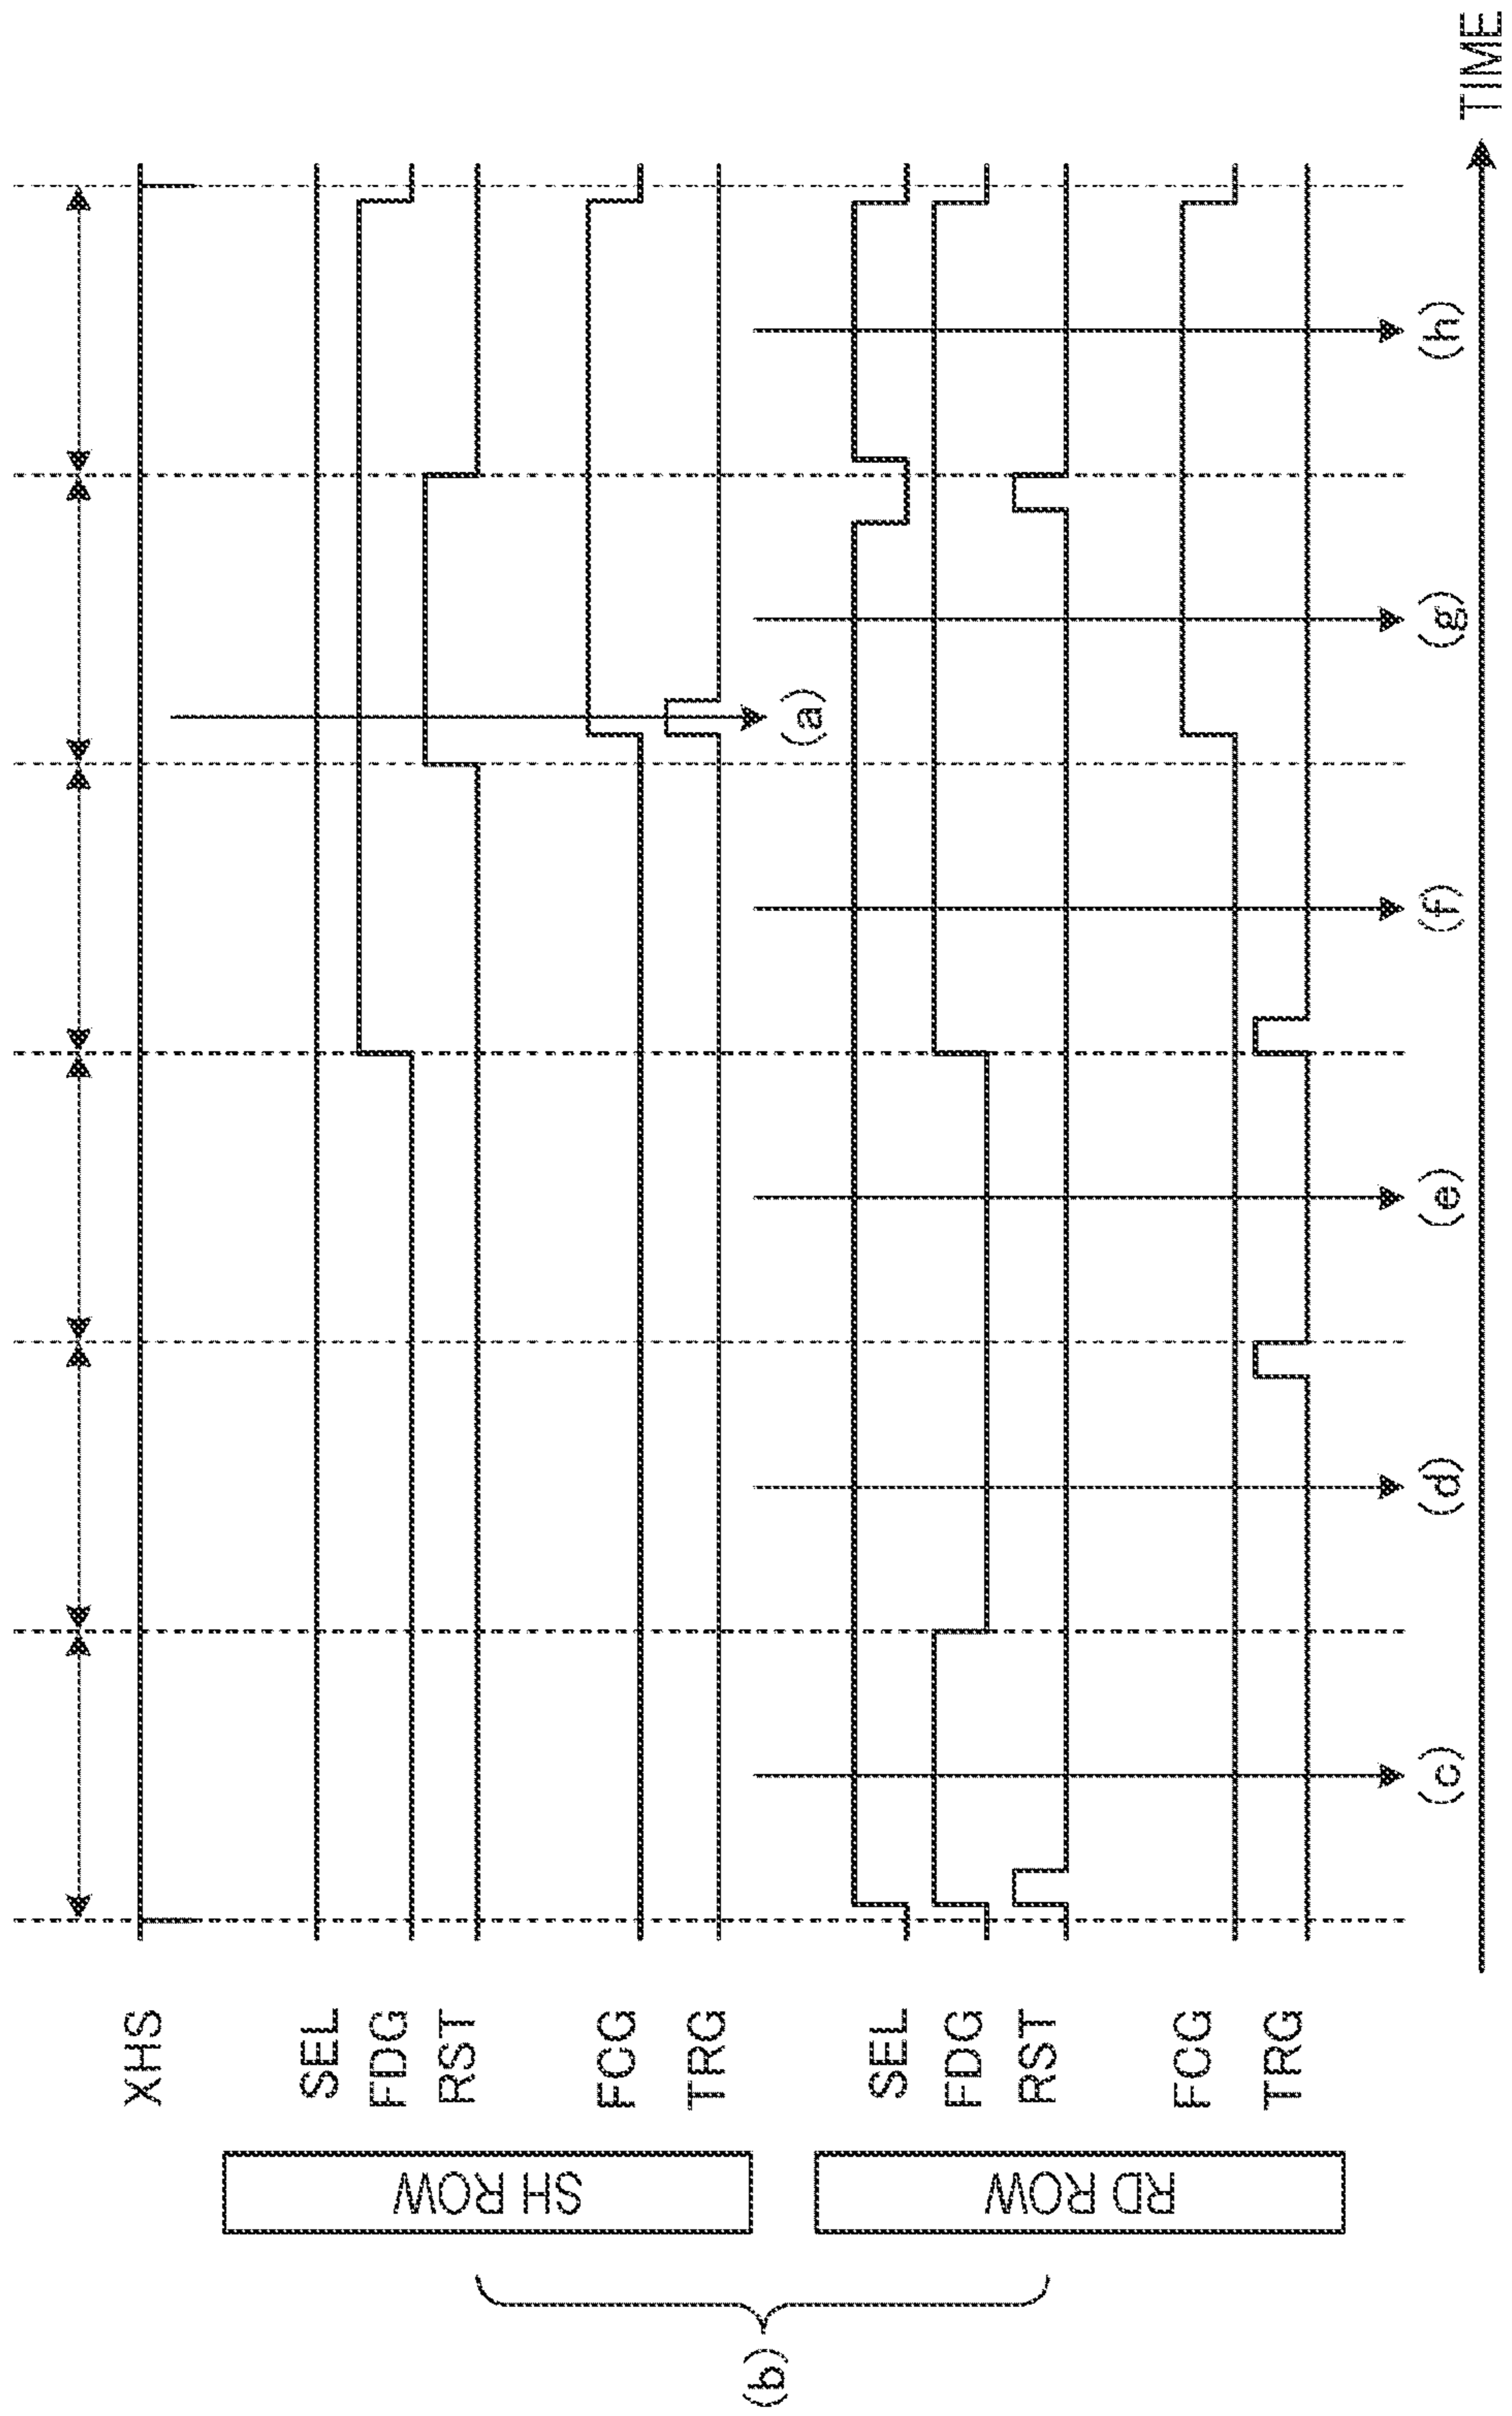 XHS
SH ROW
SEL
FDG
RST
FCG
TRG
(a)
(b)
RD ROW
SEL
FDG
RST
FCG
TRG
(c)
(d)
(e)
(f)
(g)
(h)
TIME